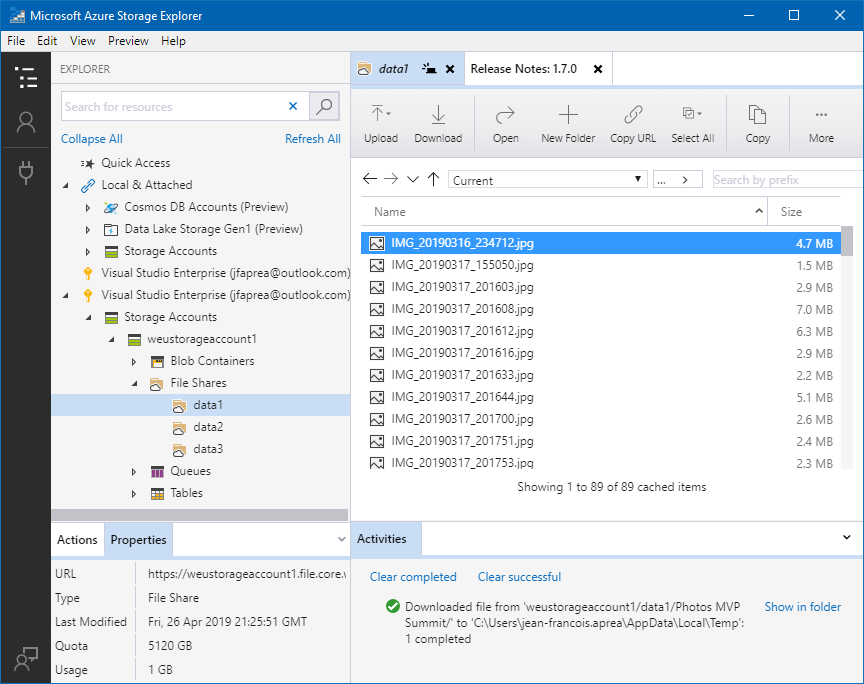 Microsoft Azure Storage Explorer
File Edit View Preview Help
EXPLORER
Search for resources
Collapse All Refresh All
Quick Access
Local & Attached
Cosmos DB Accounts (Preview)
Data Lake Storage Gen1 (Preview)
Storage Accounts
Visual Studio Enterprise (jfaprea@outlook.com)
Visual Studio Enterprise (jfaprea@outlook.com)
Storage Accounts
weustorageaccount1
Blob Containers
File Shares
data1
data2
data3
Queues
Tables
Actions Properties
URL https://weustorageaccount1.file.core.
Type File Share
Last Modified Fri, 26 Apr 2019 21:25:51 GMT
Quota 5120 GB
Usage 1 GB
data1 Release Notes: 1.7.0
Upload Download Open New Folder Copy URL Select All Copy More
Current ... Search by prefix
Name Size
IMG_20190316_234712.jpg 4.7 MB
IMG_20190317_155050.jpg 1.5 MB
IMG_20190317_201603.jpg 2.9 MB
IMG_20190317_201608.jpg 7.0 MB
IMG_20190317_201612.jpg 6.3 MB
IMG_20190317_201616.jpg 2.9 MB
IMG_20190317_201633.jpg 2.2 MB
IMG_20190317_201644.jpg 5.1 MB
IMG_20190317_201700.jpg 2.6 MB
IMG_20190317_201751.jpg 2.4 MB
IMG_20190317_201753.jpg 2.3 MB
Showing 1 to 89 of 89 cached items
Activities
Clear completed Clear successful
Downloaded file from 'weustorageaccount1/data1/Photos MVP Show in folder
Summit/' to 'C:\Users\jean-francois.aprea\AppData\Local\Temp':
1 completed